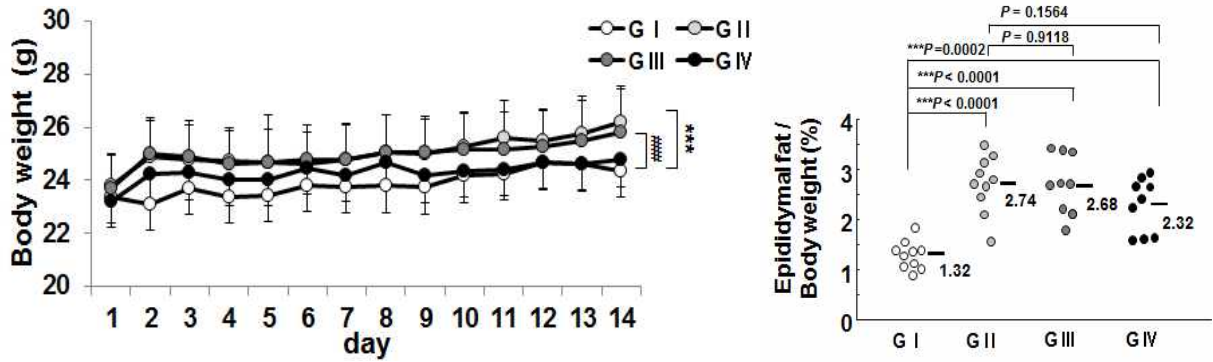 30
28
26
24
22
20
Body weight (g)
G I
G II
G III
G IV
***
####
1 2 3 4 5 6 7 8 9 10 11 12 13 14
day
P = 0.1564
P = 0.9118
***P=0.0002
***P< 0.0001
***P< 0.0001
Epididymal fat /
Body weight (%)
4
3
2
1
0
1.32
2.74
2.68
2.32
G I
G II
G III
G IV